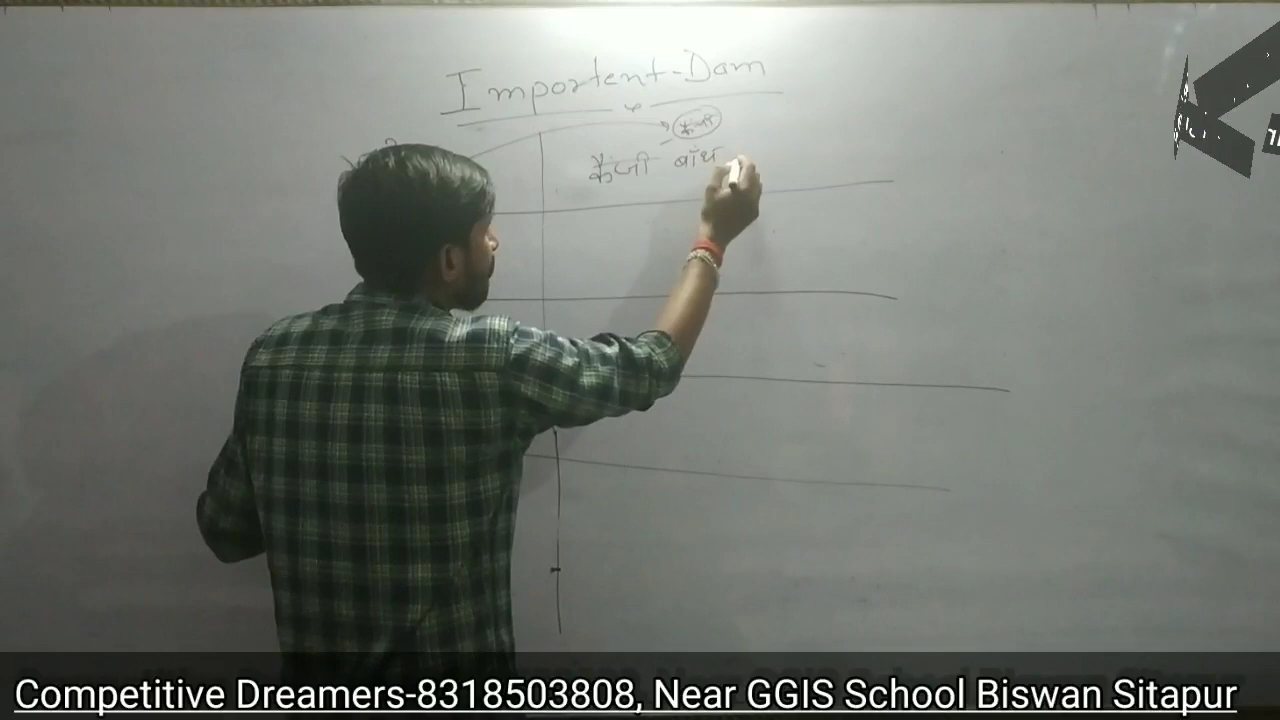 Importent-Dam
कैंची
कैंची बाँध
Competitive Dreamers-8318503808, Near GGIS School Biswan Sitapur